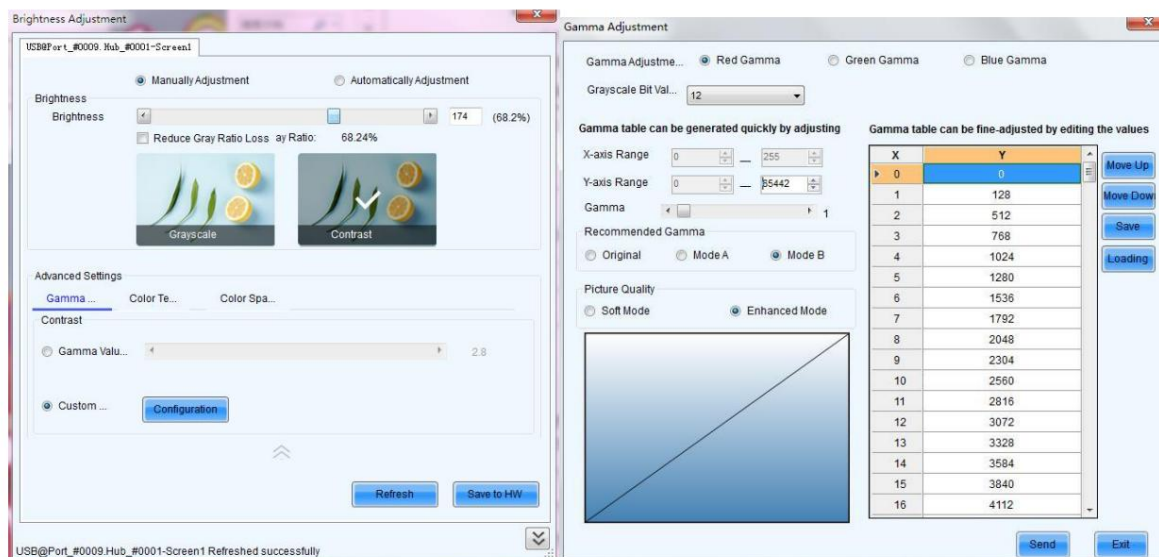 Brightness Adjustment
USB@Port_#0009.Hub_#0001-Screen1
Manually Adjustment
Automatically Adjustment
Brightness
Brightness
174
(68.2%)
Reduce Gray Ratio Loss
ay Ratio:
68.24%
Grayscale
Contrast
Advanced Settings
Gamma ...
Color Te...
Color Spa...
Contrast
Gamma Valu...
2.8
Custom ...
Configuration
Refresh
Save to HW
USB@Port_#0009.Hub_#0001-Screen1 Refreshed successfully
Gamma Adjustment
Gamma Adjustme...
Red Gamma
Green Gamma
Blue Gamma
Grayscale Bit Val...
12
Gamma table can be generated quickly by adjusting
X-axis Range
0
255
Y-axis Range
0
65442
Gamma
1
Recommended Gamma
Original
Mode A
Mode B
Picture Quality
Soft Mode
Enhanced Mode
Gamma table can be fine-adjusted by editing the values
X Y
0 0
1 128
2 512
3 768
4 1024
5 1280
6 1536
7 1792
8 2048
9 2304
10 2560
11 2816
12 3072
13 3328
14 3584
15 3840
16 4112
Move Up
Move Dow
Save
Loading
Send
Exit